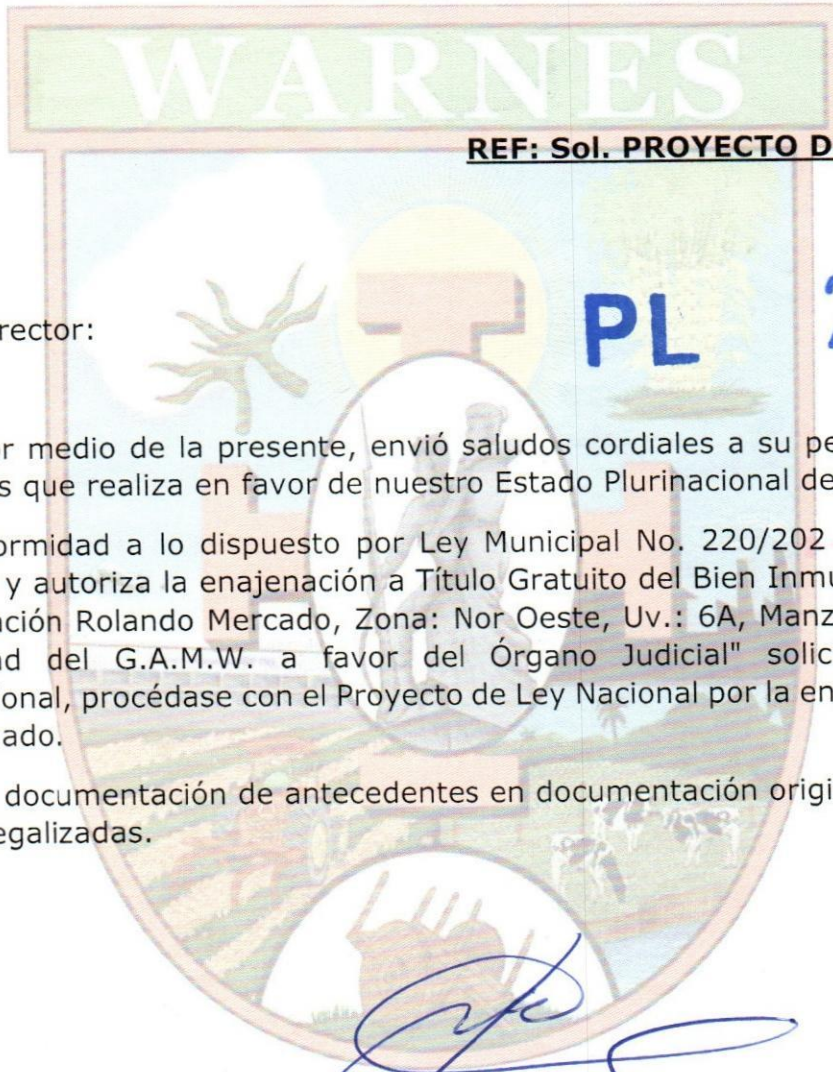 WARNES
REF: Sol. PROYECTO D
rector:
PL
r medio de la presente, envió saludos cordiales a su pe
s que realiza en favor de nuestro Estado Plurinacional de
ormidad a lo dispuesto por Ley Municipal No. 220/202
y autoriza la enajenación a Título Gratuito del Bien Inmu
ación Rolando Mercado, Zona: Nor Oeste, Uv.: 6A, Manz
ad del G.A.M.W. a favor del Órgano Judicial" solic
onal, procédase con el Proyecto de Ley Nacional por la en
ado.
documentación de antecedentes en documentación origi
egalizadas.